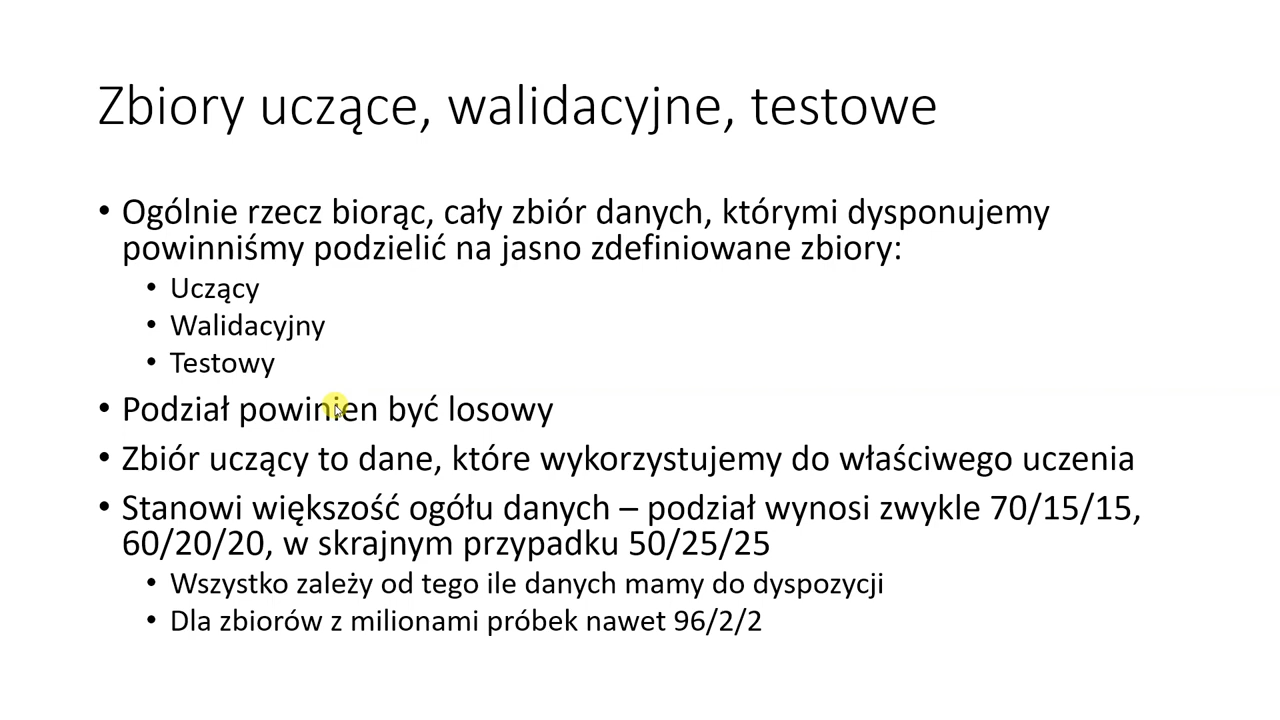 Zbiory uczące, walidacyjne, testowe
• Ogólnie rzecz biorąc, cały zbiór danych, którymi dysponujemy
powinniśmy podzielić na jasno zdefiniowane zbiory:
• Uczący
• Walidacyjny
• Testowy
• Podział powinien być losowy
• Zbiór uczący to dane, które wykorzystujemy do właściwego uczenia
• Stanowi większość ogółu danych – podział wynosi zwykle 70/15/15,
60/20/20, w skrajnym przypadku 50/25/25
• Wszystko zależy od tego ile danych mamy do dyspozycji
• Dla zbiorów z milionami próbek nawet 96/2/2